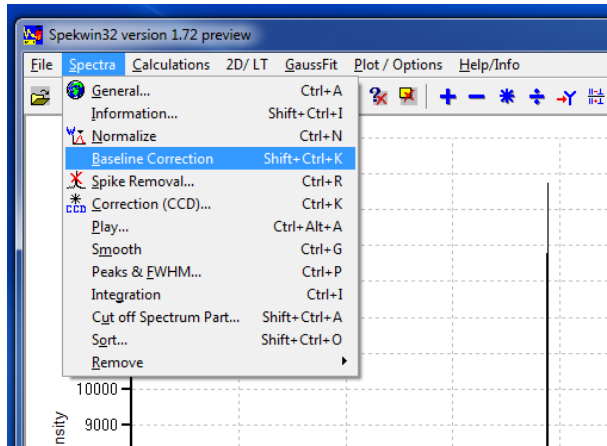 Spekwin32 version 1.72 preview
File Spectra Calculations 2D/ LT GaussFit Plot / Options Help/Info
General... Ctrl+A
Information... Shift+Ctrl+I
Normalize Ctrl+N
Baseline Correction Shift+Ctrl+K
Spike Removal... Ctrl+R
CCD Correction (CCD)... Ctrl+K
Play... Ctrl+Alt+A
Smooth Ctrl+G
Peaks & FWHM... Ctrl+P
Integration Ctrl+I
Cut off Spectrum Part... Shift+Ctrl+A
Sort... Shift+Ctrl+O
Remove
10000
9000